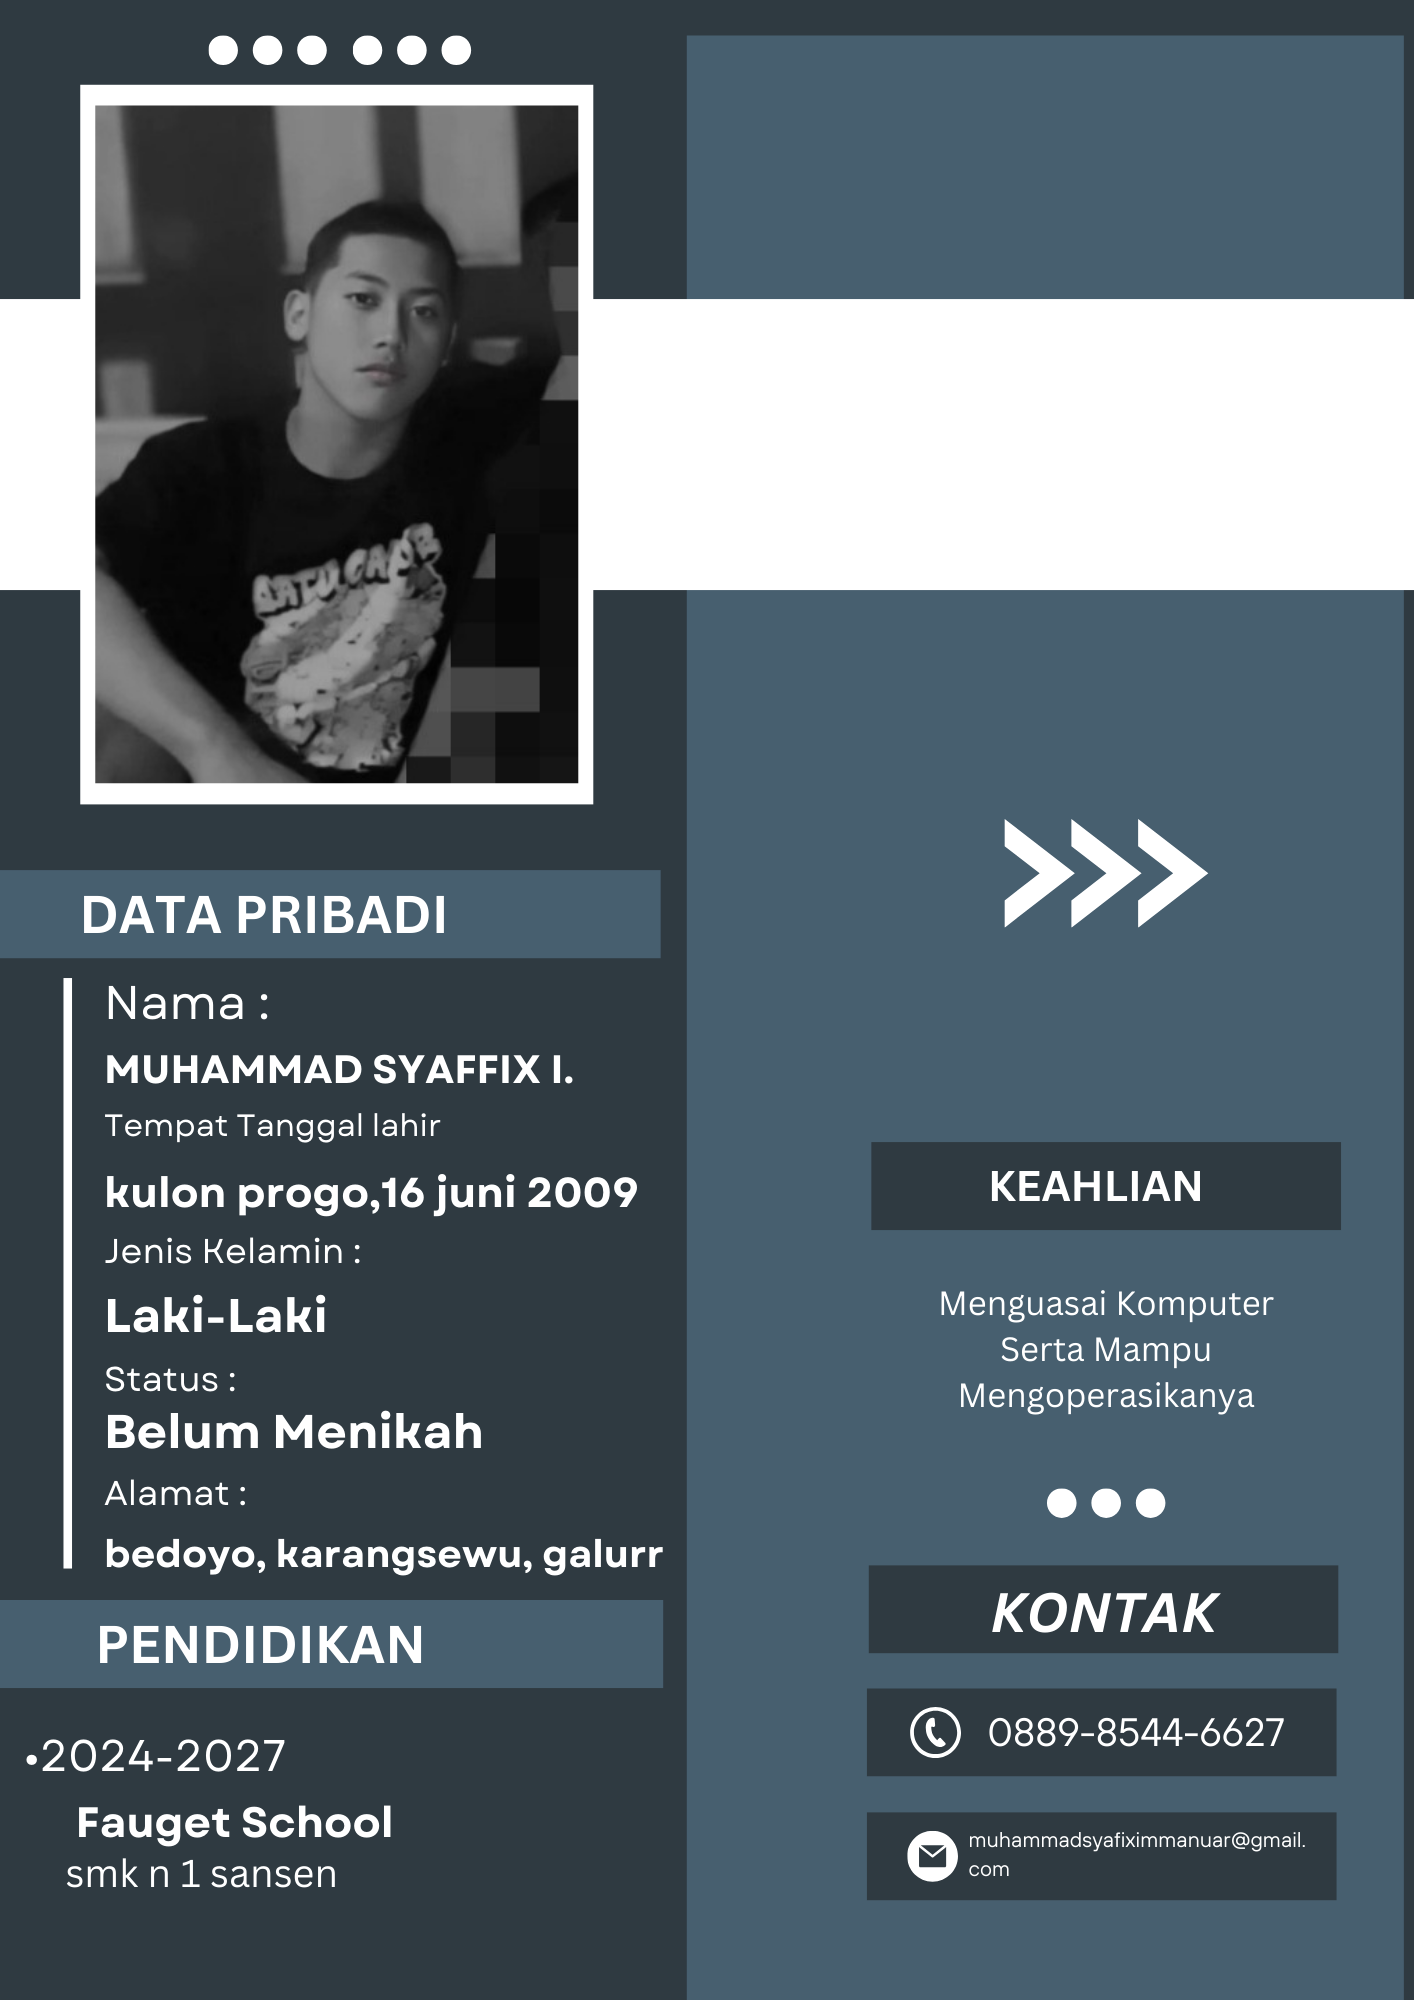 DATA PRIBADI
Nama :
MUHAMMAD SYAFFIX I.
Tempat Tanggal lahir
kulon progo,16 juni 2009
Jenis Kelamin :
Laki-Laki
Status :
Belum Menikah
Alamat :
bedoyo, karangsewu, galurr
PENDIDIKAN
•2024-2027
Fauget School
smk n 1 sansen
KEAHLIAN
Menguasai Komputer
Serta Mampu
Mengoperasikanya
KONTAK
0889-8544-6627
muhammadsyafiximmanuar@gmail.
com